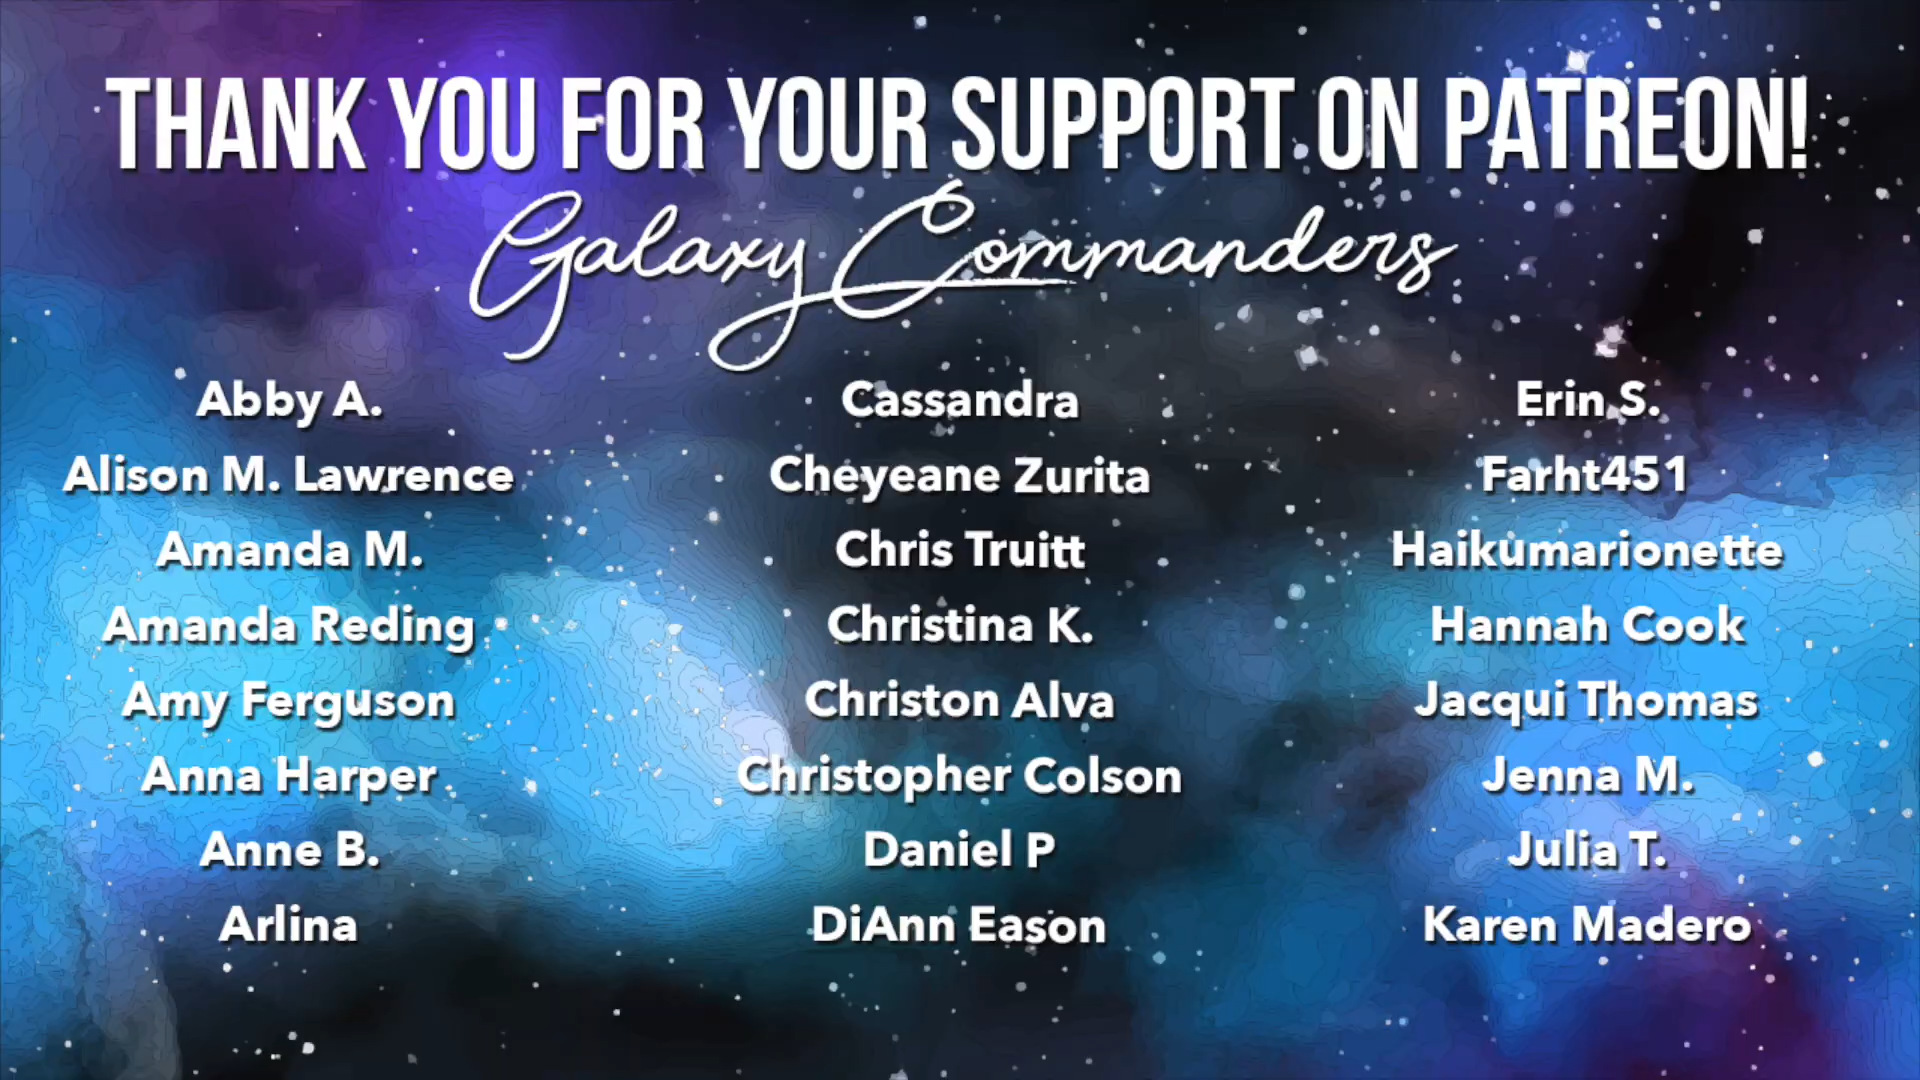 THANK YOU FOR YOUR SUPPORT ON PATREON!
Galaxy Commanders
Abby A.
Alison M. Lawrence
Amanda M.
Amanda Reding
Amy Ferguson
Anna Harper
Anne B.
Arlina
Cassandra
Cheyeane Zurita
Chris Truitt
Christina K.
Christon Alva
Christopher Colson
Daniel P
DiAnn Eason
Erin S.
Farht451
Haikumarionette
Hannah Cook
Jacqui Thomas
Jenna M.
Julia T.
Karen Madero